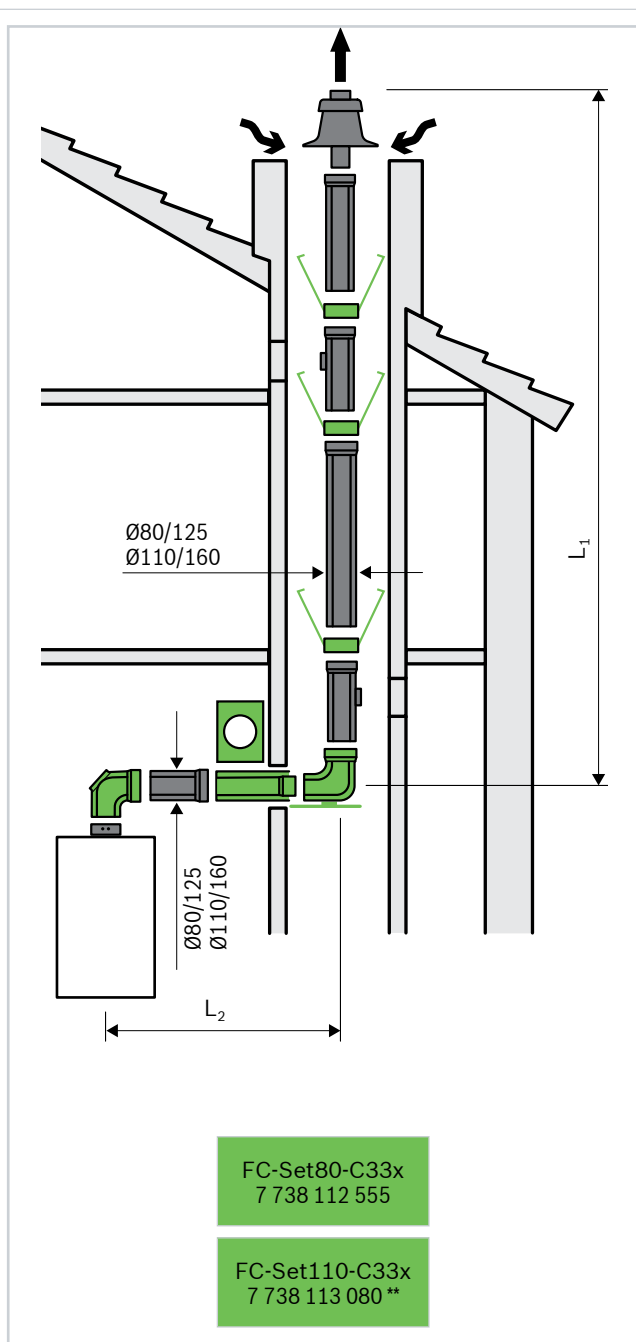 Ø80/125
Ø110/160
L₁
Ø80/125
Ø110/160
L₂
FC-Set80-C33x
7 738 112 555
FC-Set110-C33x
7 738 113 080 **